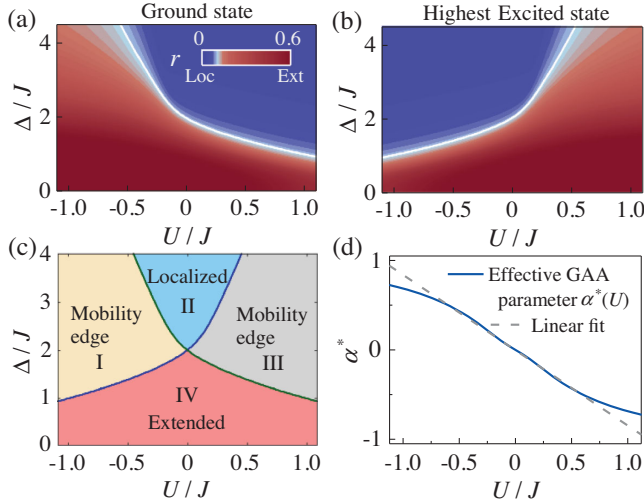 (a) Ground state
(b) Highest Excited state
Δ / J
4
2
0
0 0.6
r
Loc Ext
-1.0 -0.5 0 0.5 1.0
U / J
Δ / J
4
2
0
-1.0 -0.5 0 0.5 1.0
U / J
(c)
Δ / J
4
3
2
1
0
Localized
II
Mobility
edge
I
Mobility
edge
III
IV
Extended
-1.0 -0.5 0 0.5 1.0
U / J
(d)
α*
1
0
-1
Effective GAA
parameter α*(U)
Linear fit
-1.0 -0.5 0 0.5 1.0
U / J